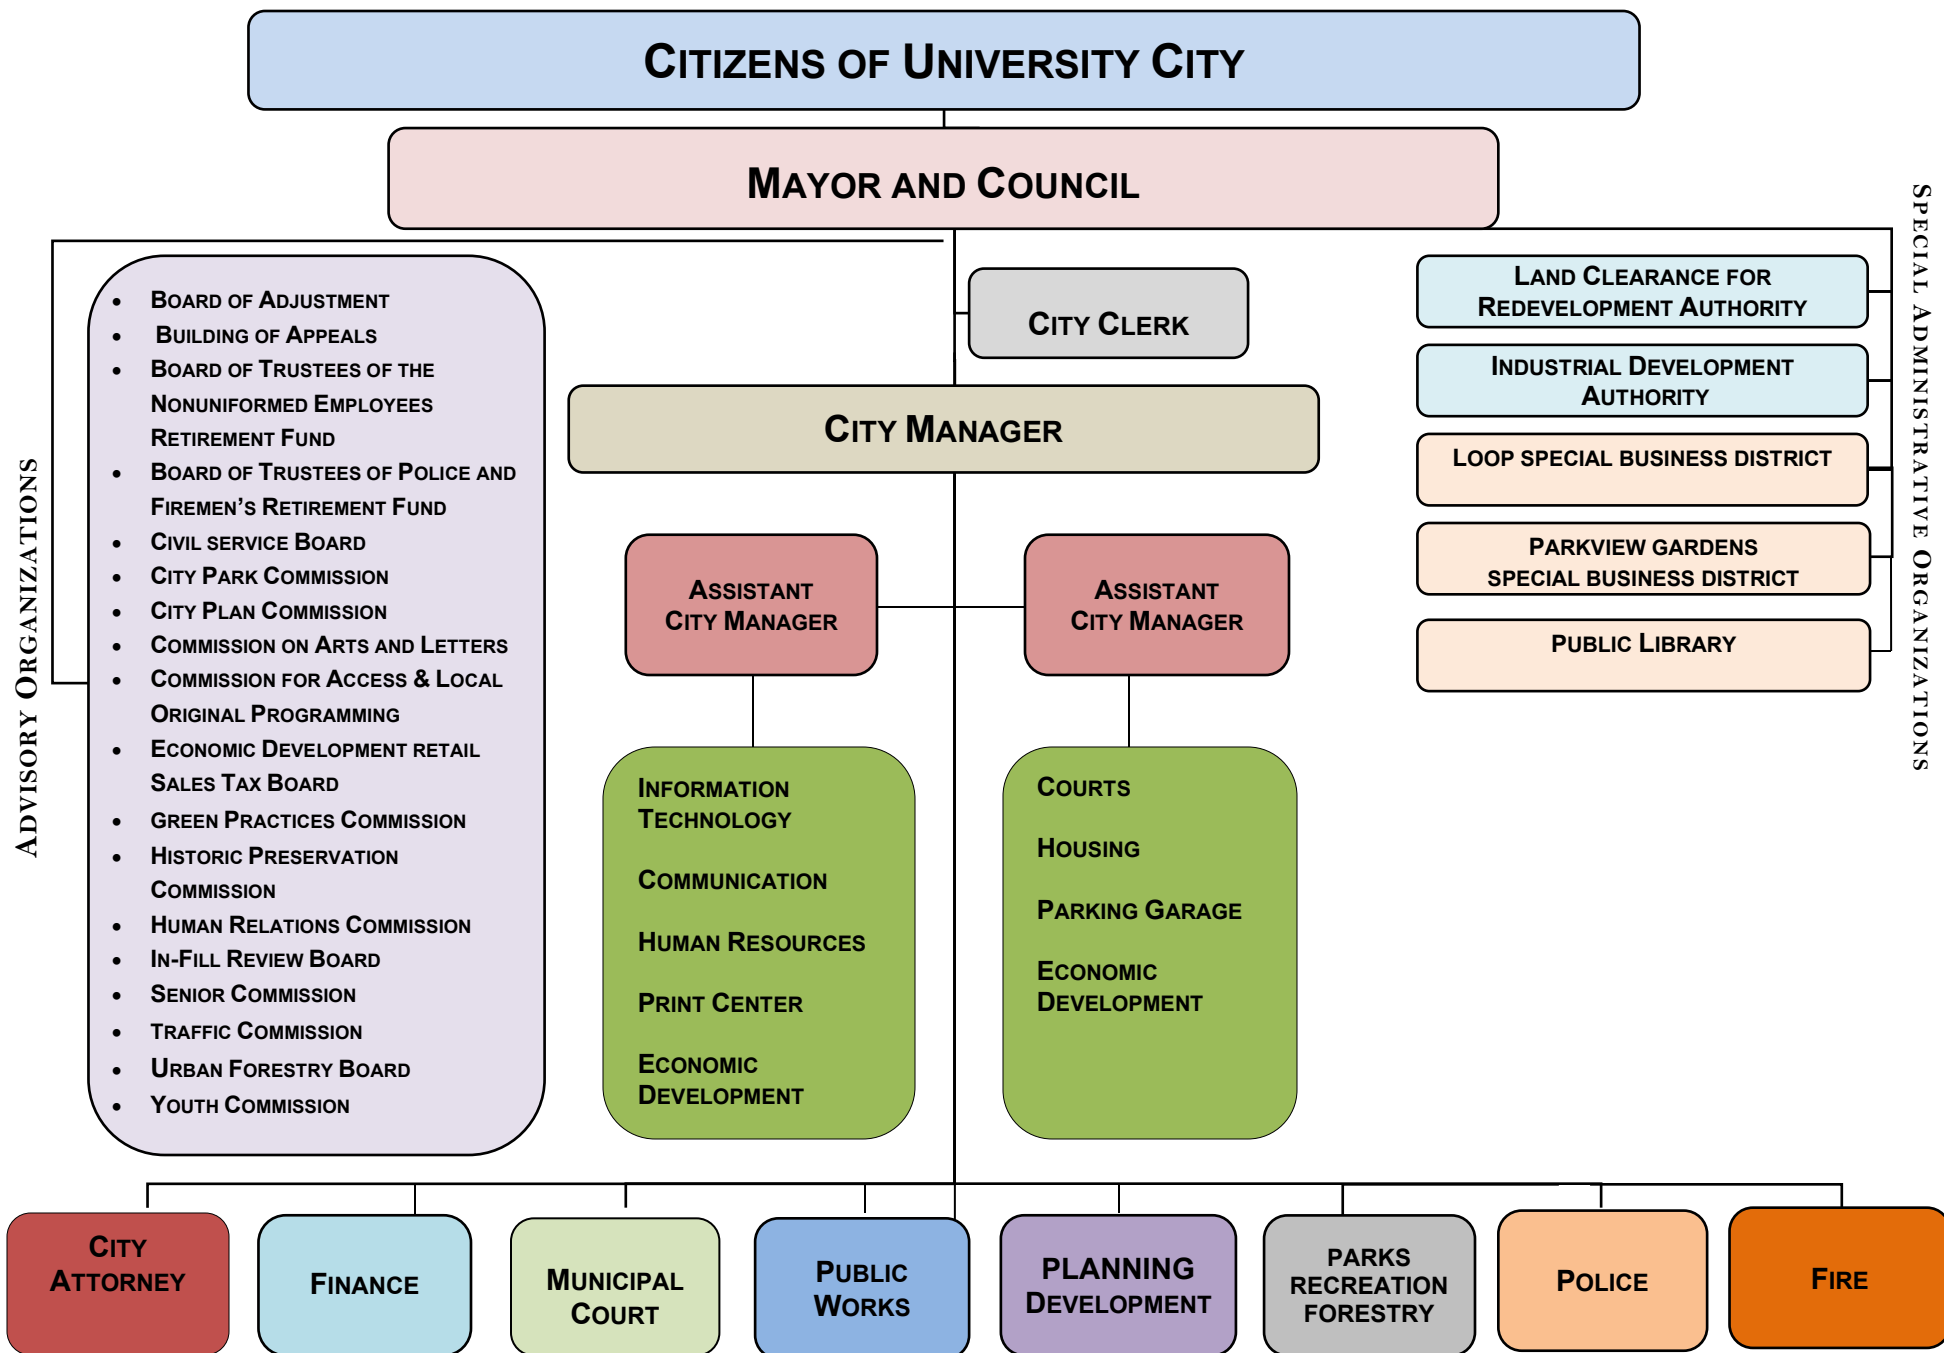 CITIZENS OF UNIVERSITY CITY
MAYOR AND COUNCIL
ADVISORY ORGANIZATIONS
• BOARD OF ADJUSTMENT
• BUILDING OF APPEALS
• BOARD OF TRUSTEES OF THE
NONUNIFORMED EMPLOYEES
RETIREMENT FUND
• BOARD OF TRUSTEES OF POLICE AND
FIREMEN’S RETIREMENT FUND
• CIVIL SERVICE BOARD
• CITY PARK COMMISSION
• CITY PLAN COMMISSION
• COMMISSION ON ARTS AND LETTERS
• COMMISSION FOR ACCESS & LOCAL
ORIGINAL PROGRAMMING
• ECONOMIC DEVELOPMENT RETAIL
SALES TAX BOARD
• GREEN PRACTICES COMMISSION
• HISTORIC PRESERVATION
COMMISSION
• HUMAN RELATIONS COMMISSION
• IN-FILL REVIEW BOARD
• SENIOR COMMISSION
• TRAFFIC COMMISSION
• URBAN FORESTRY BOARD
• YOUTH COMMISSION
CITY CLERK
CITY MANAGER
ASSISTANT
CITY MANAGER
ASSISTANT
CITY MANAGER
INFORMATION
TECHNOLOGY
COMMUNICATION
HUMAN RESOURCES
PRINT CENTER
ECONOMIC
DEVELOPMENT
COURTS
HOUSING
PARKING GARAGE
ECONOMIC
DEVELOPMENT
SPECIAL ADMINISTRATIVE ORGANIZATIONS
LAND CLEARANCE FOR
REDEVELOPMENT AUTHORITY
INDUSTRIAL DEVELOPMENT
AUTHORITY
LOOP SPECIAL BUSINESS DISTRICT
PARKVIEW GARDENS
SPECIAL BUSINESS DISTRICT
PUBLIC LIBRARY
CITY
ATTORNEY
FINANCE
MUNICIPAL
COURT
PUBLIC
WORKS
PLANNING
DEVELOPMENT
PARKS
RECREATION
FORESTRY
POLICE
FIRE